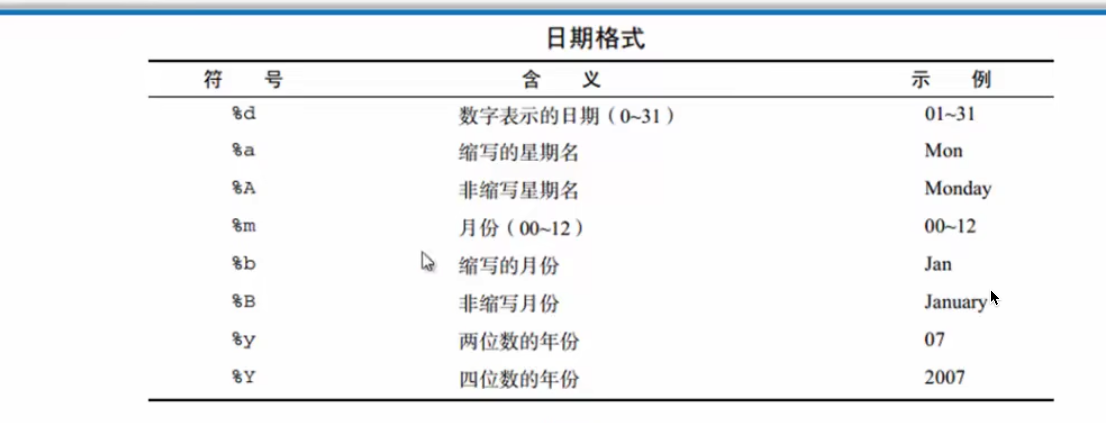 日期格式
符 号 含 义 示 例
%d 数字表示的日期（0~31） 01~31
%a 缩写的星期名 Mon
%A 非缩写星期名 Monday
%m 月份（00~12） 00~12
%b 缩写的月份 Jan
%B 非缩写月份 January
%y 两位数的年份 07
%Y 四位数的年份 2007